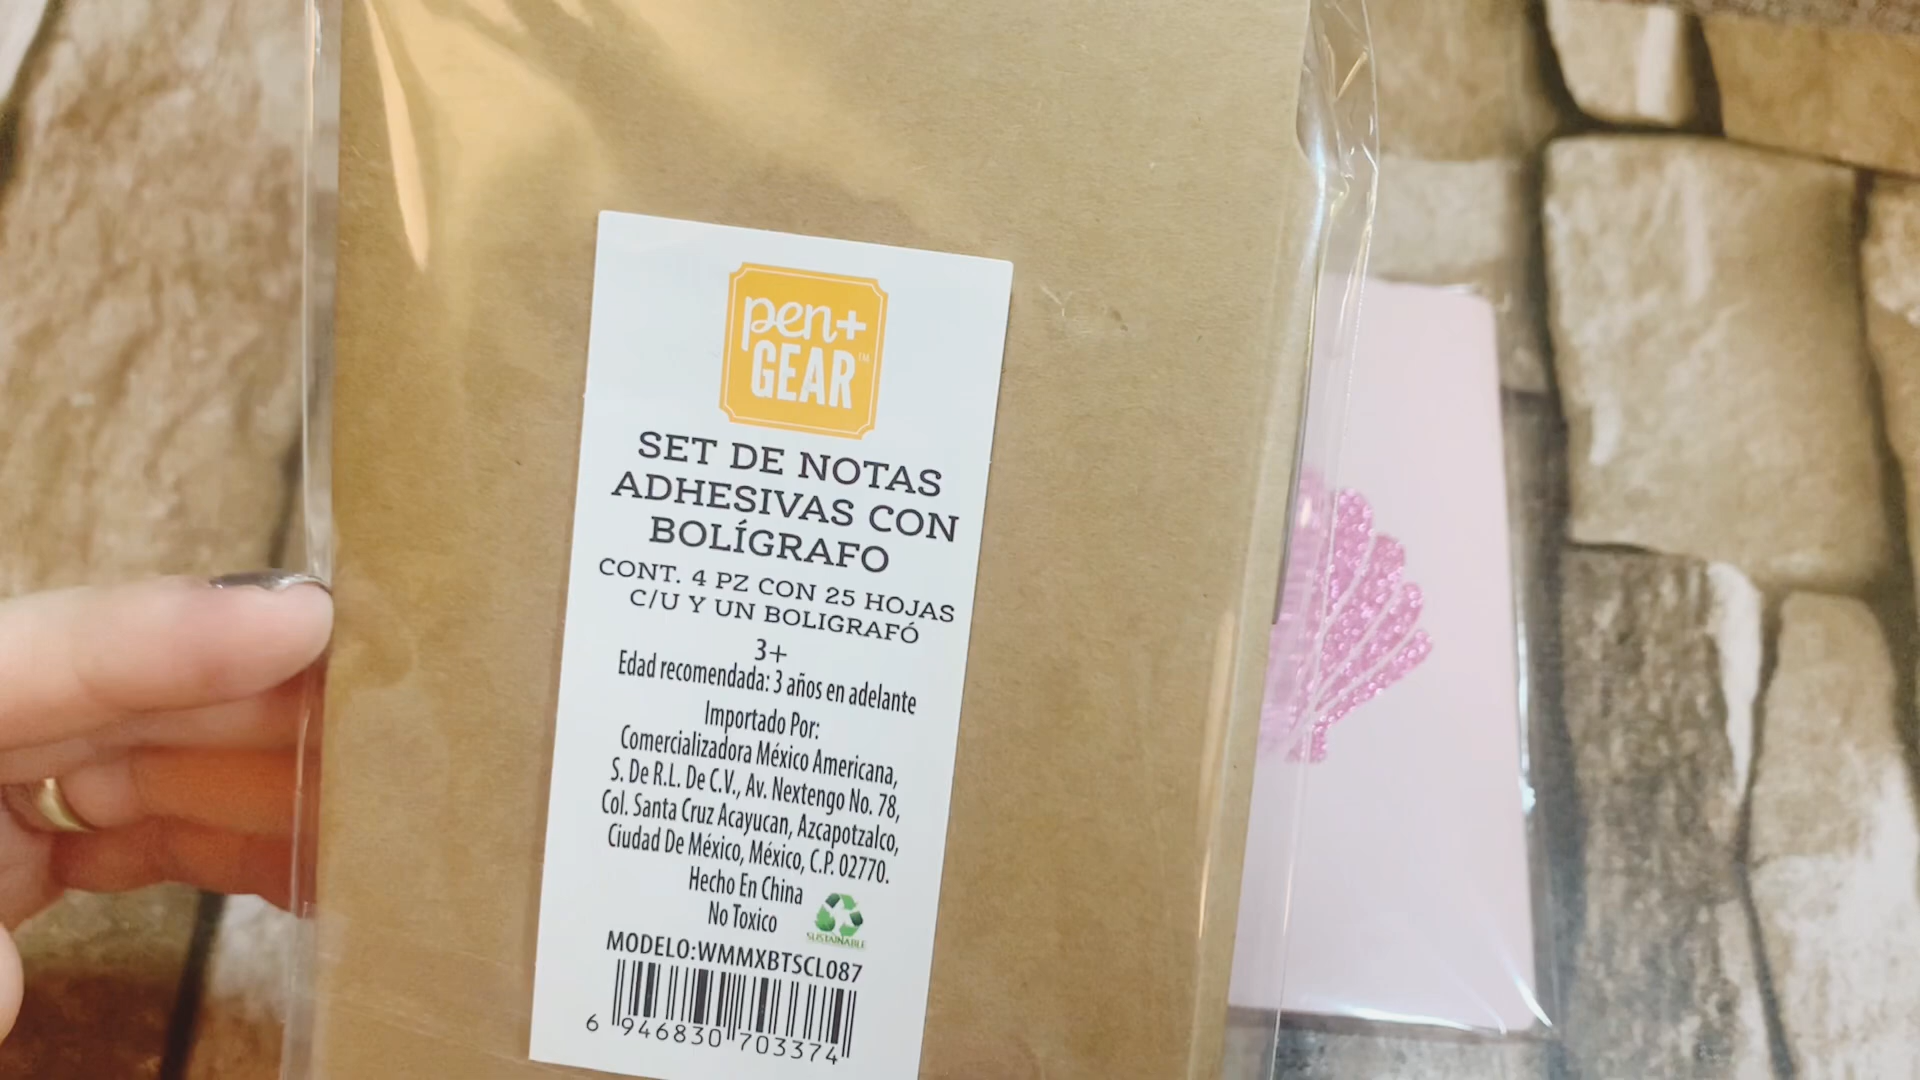 pen+
GEAR™
SET DE NOTAS
ADHESIVAS CON
BOLÍGRAFO
CONT. 4 PZ CON 25 HOJAS
C/U Y UN BOLIGRAFÓ
3+
Edad recomendada: 3 años en adelante
Importado Por:
Comercializadora México Americana,
S. De R.L. De C.V., Av. Nextengo No. 78,
Col. Santa Cruz Acayucan, Azcapotzalco,
Ciudad De México, México, C.P. 02770.
Hecho En China
No Toxico
SUSTAINABLE
MODELO:WMMXBTSCL087
6 946830 703374